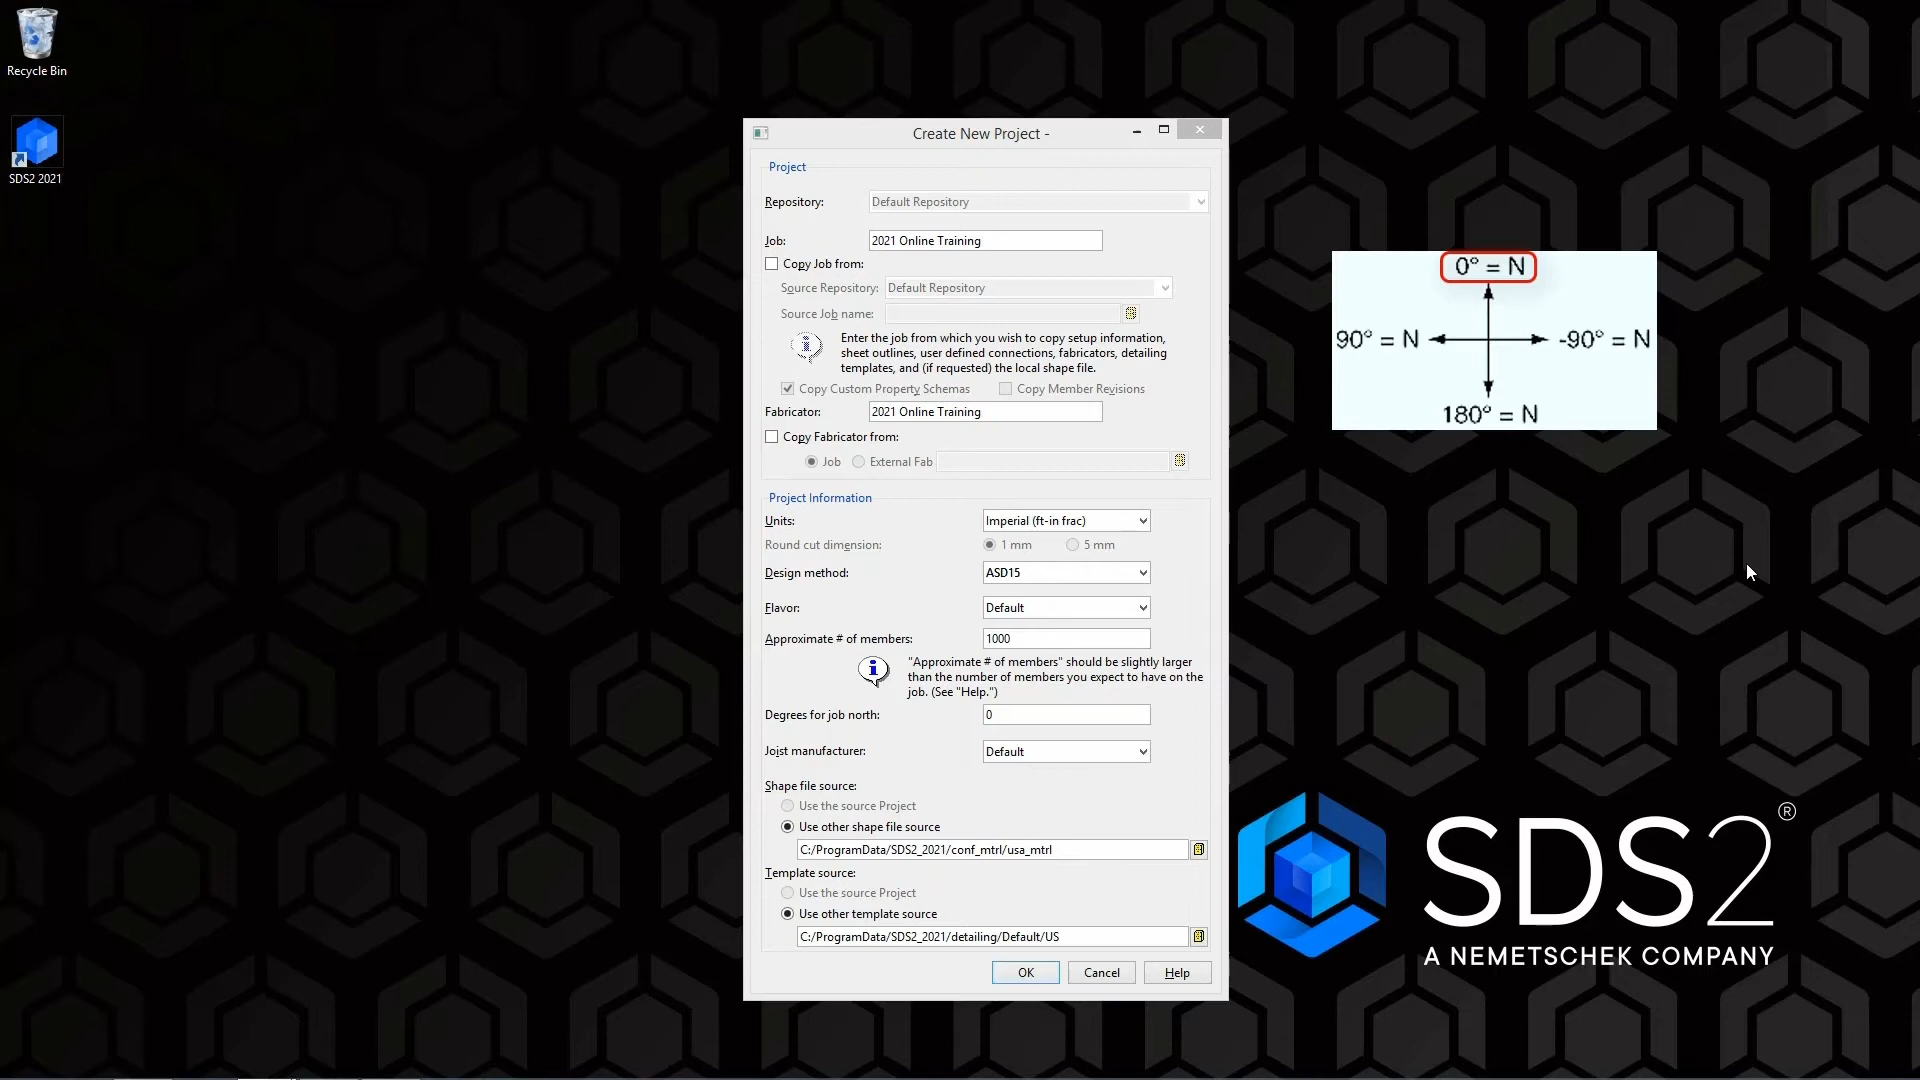 Recycle Bin
SDS2 2021
Create New Project -
Project
Repository:
Default Repository
Job:
2021 Online Training
Copy Job from:
Source Repository:
Default Repository
Source Job name:
Enter the job from which you wish to copy setup information,
sheet outlines, user defined connections, fabricators, detailing
templates, and (if requested) the local shape file.
Copy Custom Property Schemas
Copy Member Revisions
Fabricator:
2021 Online Training
Copy Fabricator from:
Job
External Fab
Project Information
Units:
Imperial (ft-in frac)
Round cut dimension:
1 mm
5 mm
Design method:
ASD15
Flavor:
Default
Approximate # of members:
1000
"Approximate # of members" should be slightly larger
than the number of members you expect to have on the
job. (See "Help.")
Degrees for job north:
0
Joist manufacturer:
Default
Shape file source:
Use the source Project
Use other shape file source
C:/ProgramData/SDS2_2021/conf_mtrl/usa_mtrl
Template source:
Use the source Project
Use other template source
C:/ProgramData/SDS2_2021/detailing/Default/US
OK
Cancel
Help
0° = N
90° = N
-90° = N
180° = N
SDS2®
A NEMETSCHEK COMPANY